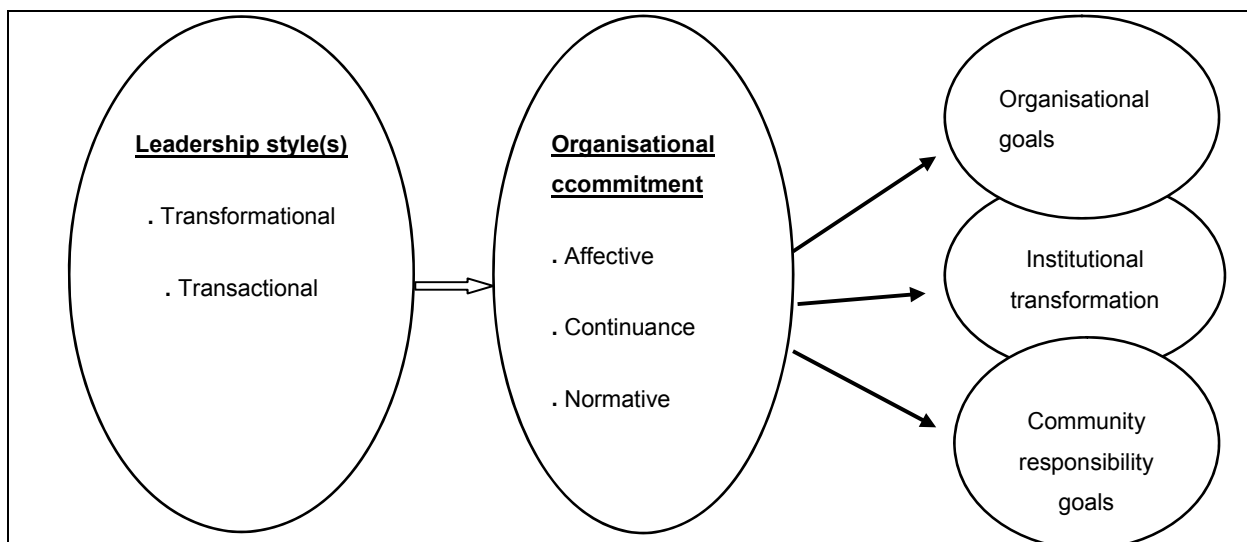 Leadership style(s)
. Transformational
. Transactional
Organisational
ccommitment
. Affective
. Continuance
. Normative
Organisational
goals
Institutional
transformation
Community
responsibility
goals